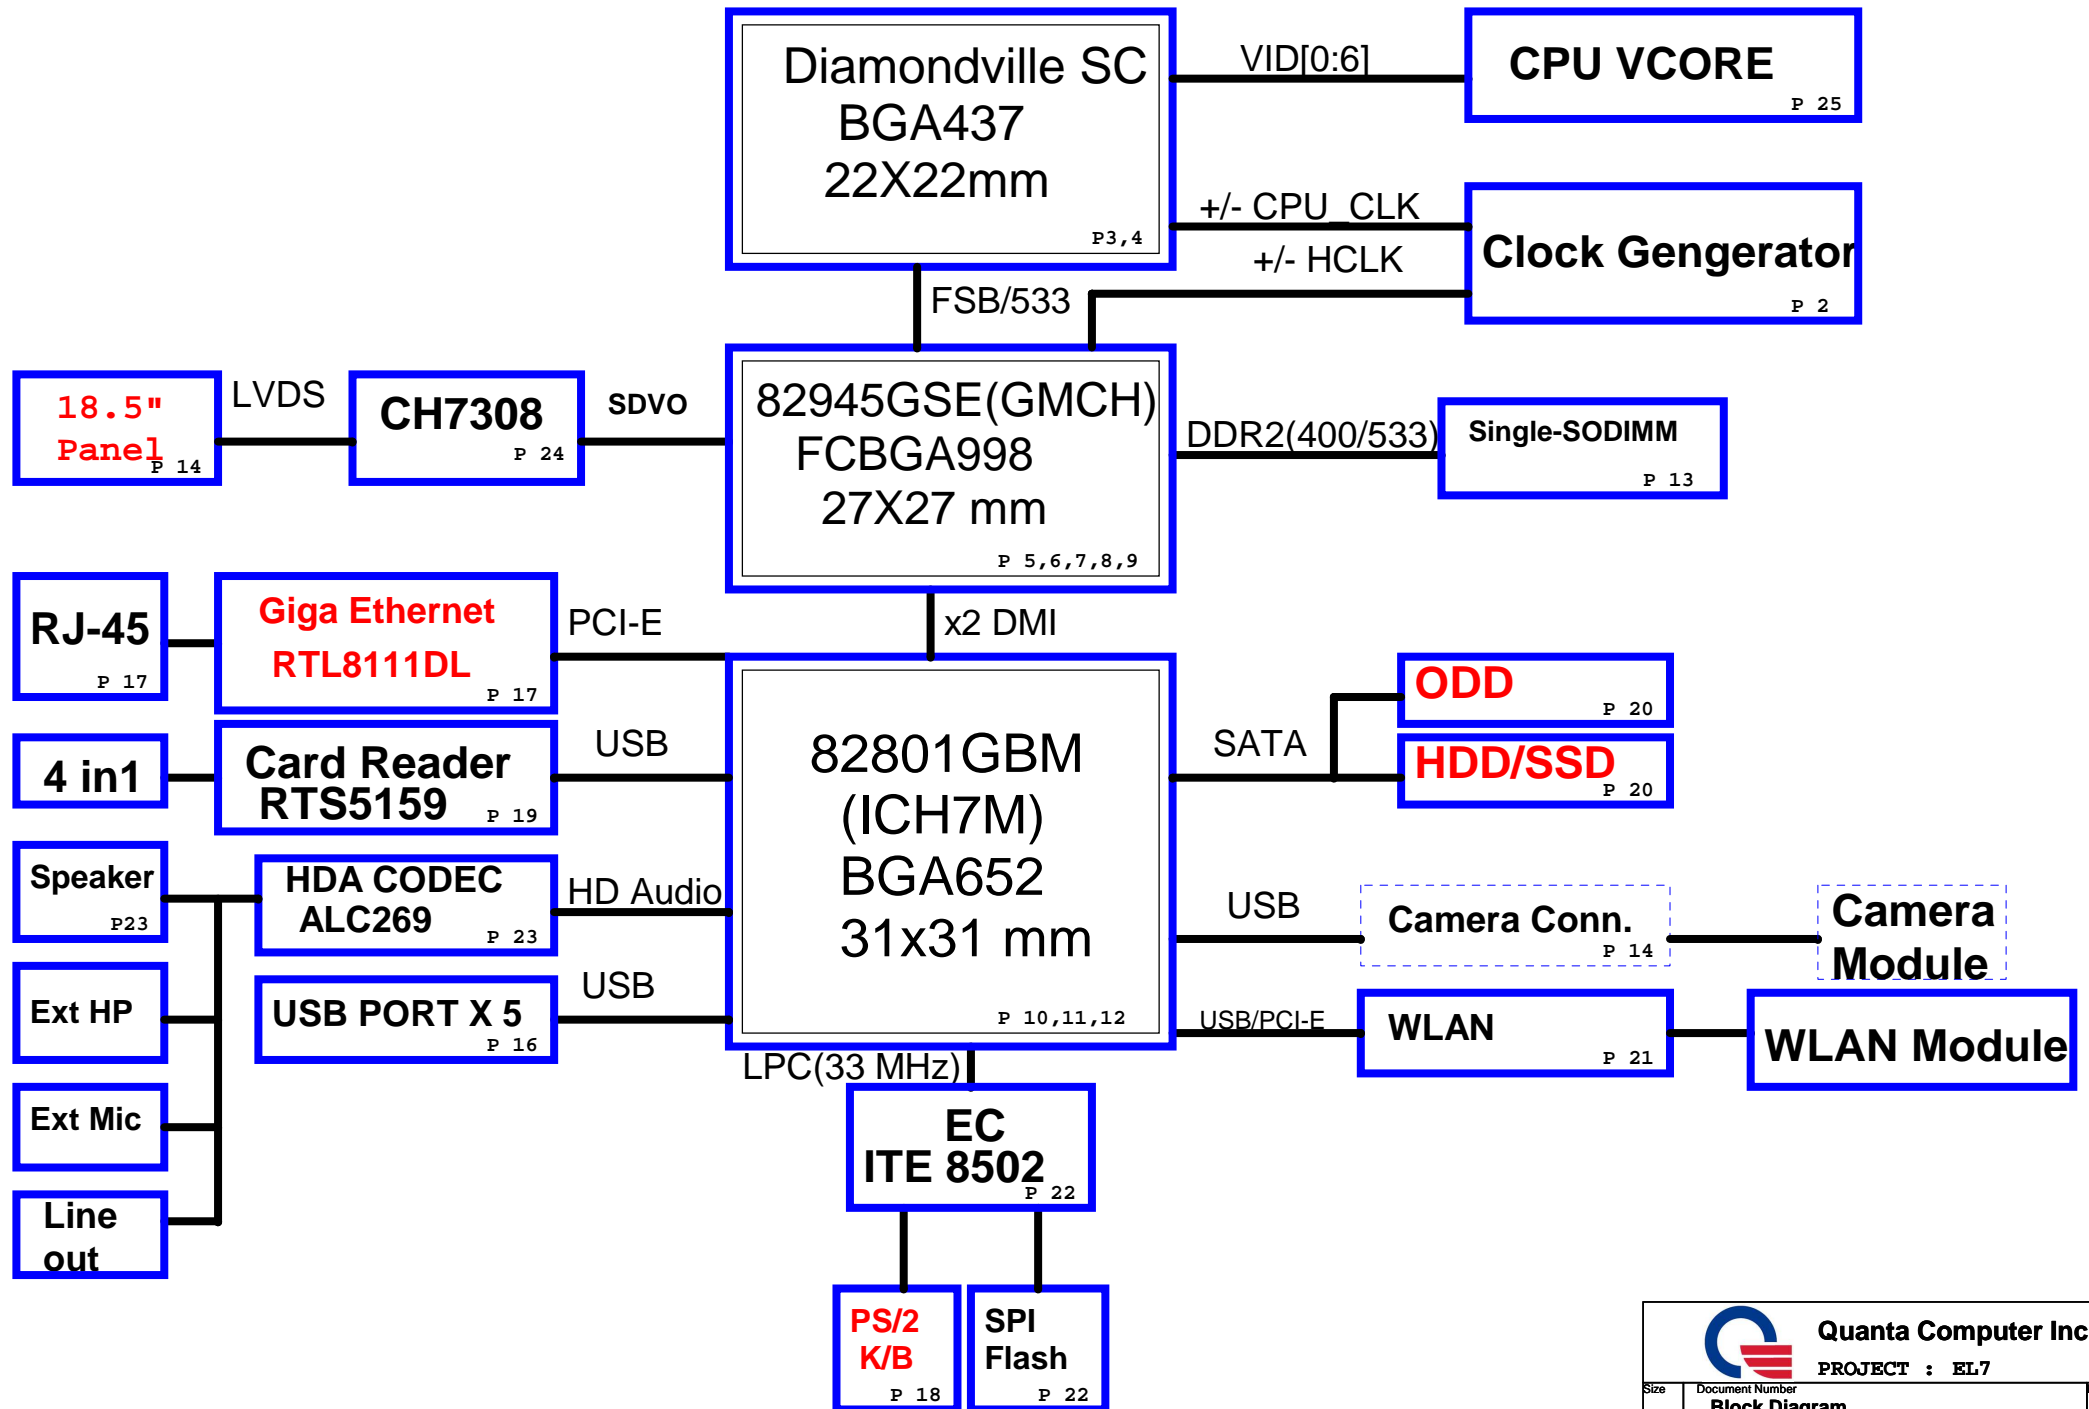 Diamondville SC
BGA437
22X22mm
P3,4
VID[0:6]
CPU VCORE
P 25
+/- CPU_CLK
+/- HCLK
Clock Gengerator
P 2
FSB/533
18.5"
Panel
P 14
LVDS
CH7308
P 24
SDVO
82945GSE(GMCH)
FCBGA998
27X27 mm
P 5,6,7,8,9
DDR2(400/533)
Single-SODIMM
P 13
x2 DMI
RJ-45
P 17
Giga Ethernet
RTL8111DL
P 17
PCI-E
4 in1
Card Reader
RTS5159
P 19
USB
82801GBM
(ICH7M)
BGA652
31x31 mm
P 10,11,12
SATA
ODD
P 20
HDD/SSD
P 20
Speaker
P23
HDA CODEC
ALC269
P 23
HD Audio
USB
Camera Conn.
P 14
Camera
Module
Ext HP
USB PORT X 5
P 16
USB
USB/PCI-E
WLAN
P 21
WLAN Module
Ext Mic
Line
out
LPC(33 MHz)
EC
ITE 8502
P 22
PS/2
K/B
P 18
SPI
Flash
P 22
Quanta Computer Inc
PROJECT : EL7
Size
Document Number
Block Diagram